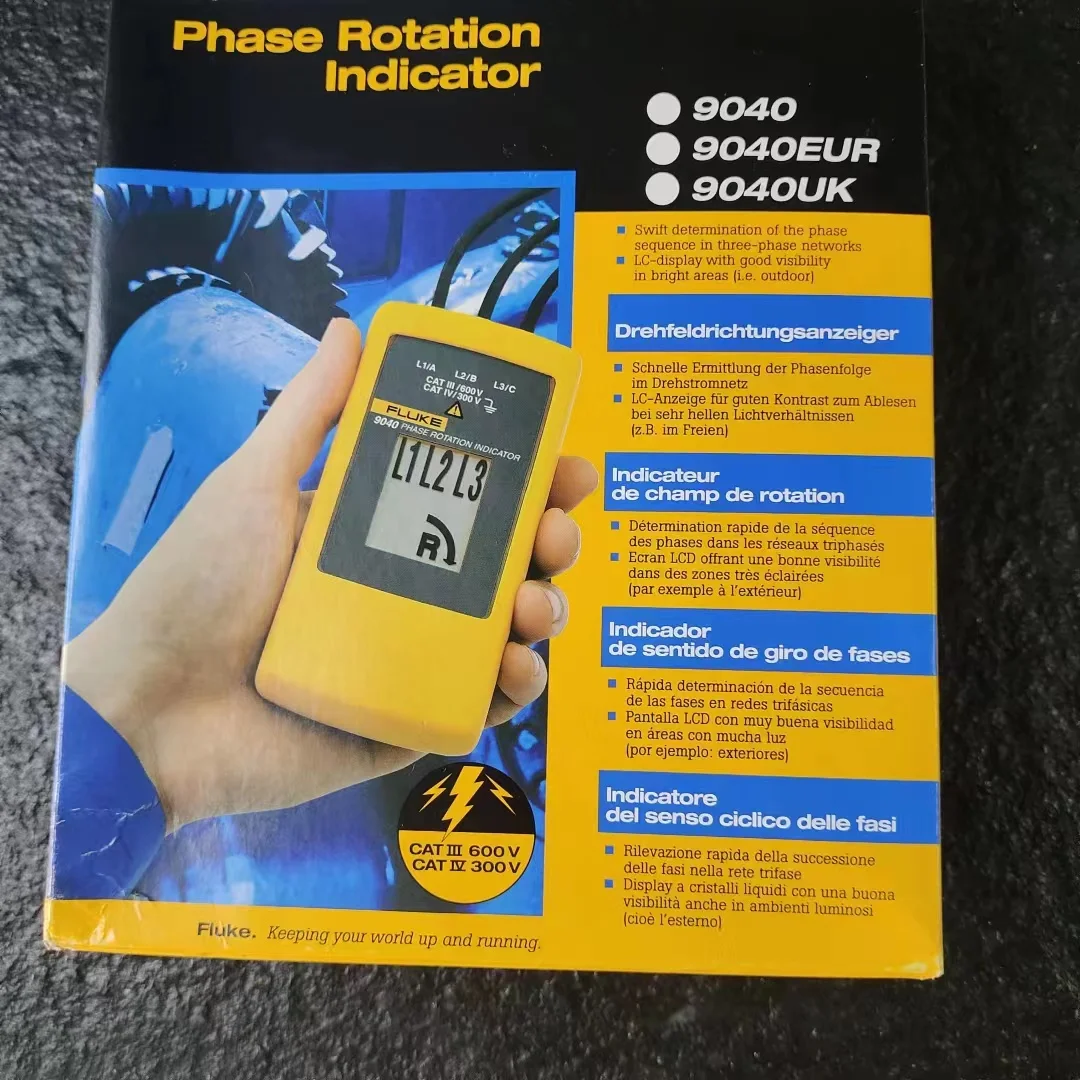 Phase Rotation
Indicator
9040
9040EUR
9040UK
Swift determination of the phase
sequence in three-phase networks
LC-display with good visibility
in bright areas (i.e. outdoor)
Drehfeldrichtungsanzeiger
Schnelle Ermittlung der Phasenfolge
im Drehstromnetz
LC-Anzeige für guten Kontrast zum Ablesen
bei sehr hellen Lichtverhältnissen
(z.B. im Freien)
Indicateur
de champ de rotation
Détermination rapide de la séquence
des phases dans les réseaux triphasés
Ecran LCD offrant une bonne visibilité
dans des zones très éclairées
(par exemple à l'extérieur)
Indicador
de sentido de giro de fases
Rápida determinación de la secuencia
de las fases en redes trifásicas
Pantalla LCD con muy buena visibilidad
en áreas con mucha luz
(por ejemplo: exteriores)
Indicatore
del senso ciclico delle fasi
Rilevazione rapida della successione
delle fasi nella rete trifase
Display a cristalli liquidi con una buona
visibilità anche in ambienti luminosi
(cioè l'esterno)
L1/A L2/B L3/C
CAT III/600V
CAT IV/300V
FLUKE
9040 PHASE ROTATION INDICATOR
L1 L2 L3
R
CAT III 600 V
CAT IV 300 V
Fluke. Keeping your world up and running.